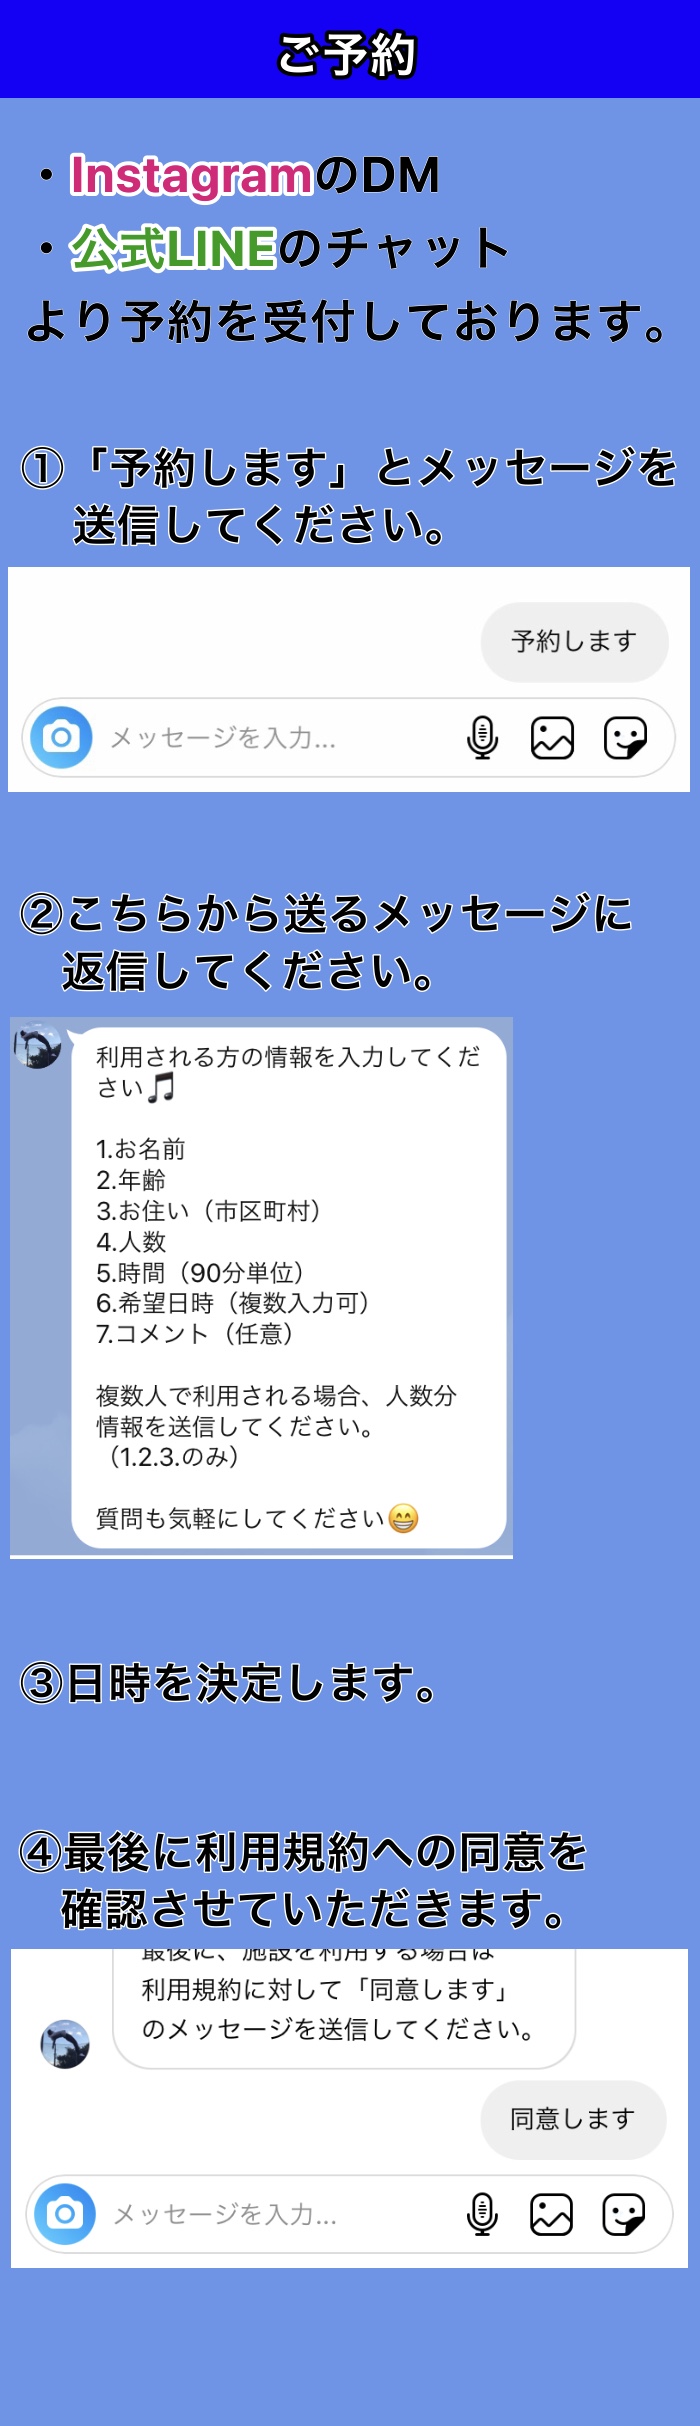 ご予約
・InstagramのDM
・公式LINEのチャット
より予約を受付しております。
①「予約します」とメッセージを
送信してください。
予約します
メッセージを入力...
②こちらから送るメッセージに
返信してください。
利用される方の情報を入力してくだ
さい🎵
1.お名前
2.年齢
3.お住い（市区町村）
4.人数
5.時間（90分単位）
6.希望日時（複数入力可）
7.コメント（任意）
複数人で利用される場合、人数分
情報を送信してください。
（1.2.3.のみ）
質問も気軽にしてください😁
③日時を決定します。
④最後に利用規約への同意を
確認させていただきます。
最後に、施設を利用する場合は
利用規約に対して「同意します」
のメッセージを送信してください。
同意します
メッセージを入力...